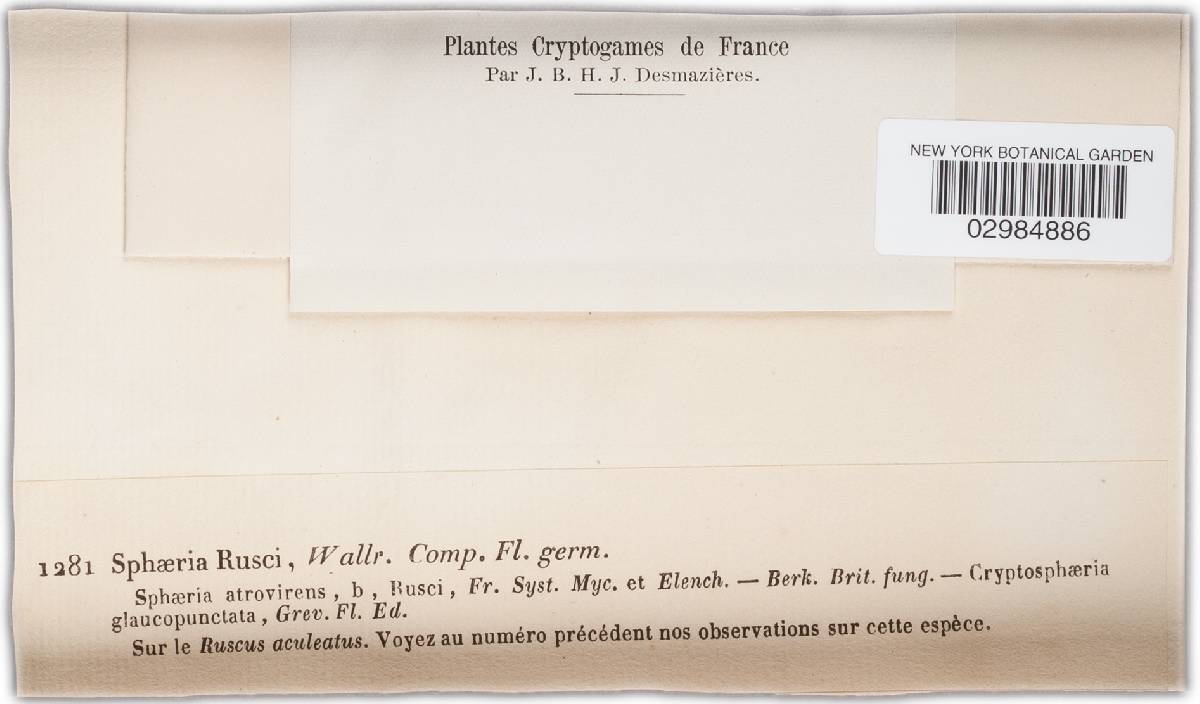 Plantes Cryptogames de France
Par J. B. H. J. Desmazières.
NEW YORK BOTANICAL GARDEN
02984886
1281 Sphæria Rusci, Wallr. Comp. Fl. germ.
Sphæria atrovirens, b, Rusci, Fr. Syst. Myc. et Elench. — Berk. Brit. fung. — Cryptosphæria
glaucopunctata, Grev. Fl. Ed.
Sur le Ruscus aculeatus. Voyez au numéro précédent nos observations sur cette espèce.